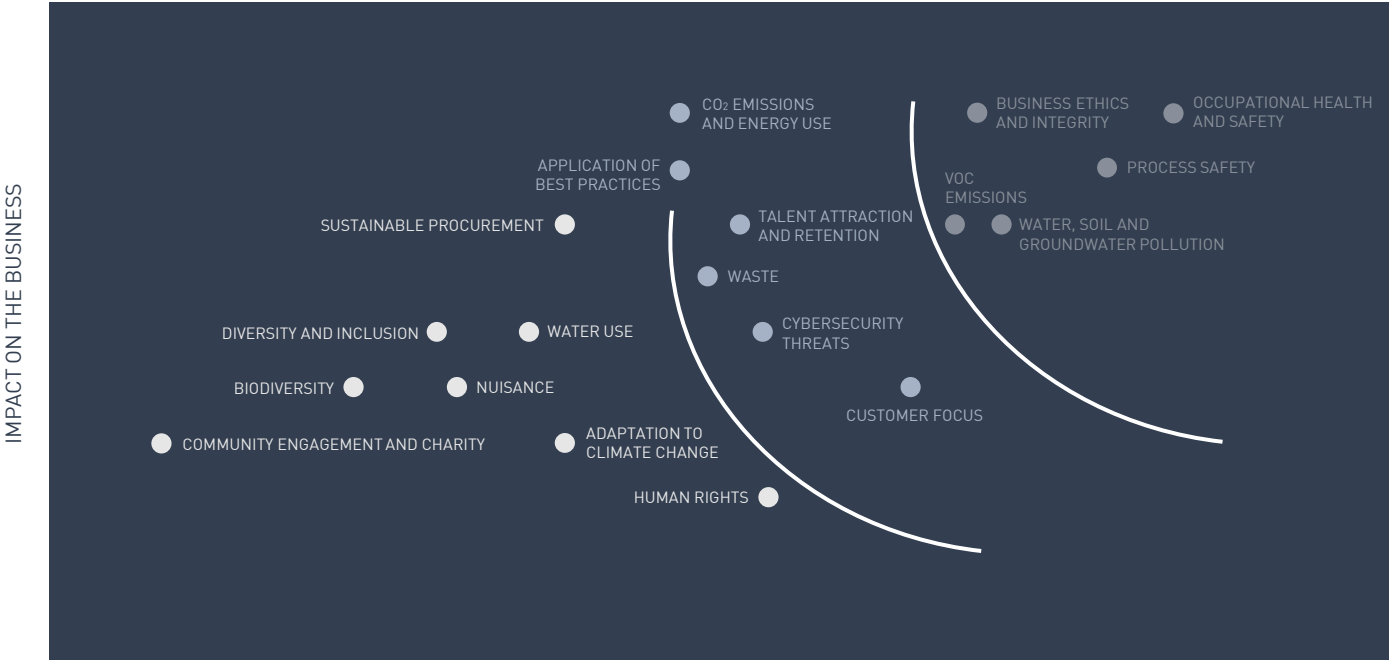 IMPACT ON THE BUSINESS
CO₂ EMISSIONS
AND ENERGY USE
BUSINESS ETHICS
AND INTEGRITY
OCCUPATIONAL HEALTH
AND SAFETY
APPLICATION OF
BEST PRACTICES
PROCESS SAFETY
VOC
EMISSIONS
SUSTAINABLE PROCUREMENT
TALENT ATTRACTION
AND RETENTION
WATER, SOIL AND
GROUNDWATER POLLUTION
WASTE
DIVERSITY AND INCLUSION
WATER USE
CYBERSECURITY
THREATS
BIODIVERSITY
NUISANCE
CUSTOMER FOCUS
COMMUNITY ENGAGEMENT AND CHARITY
ADAPTATION TO
CLIMATE CHANGE
HUMAN RIGHTS